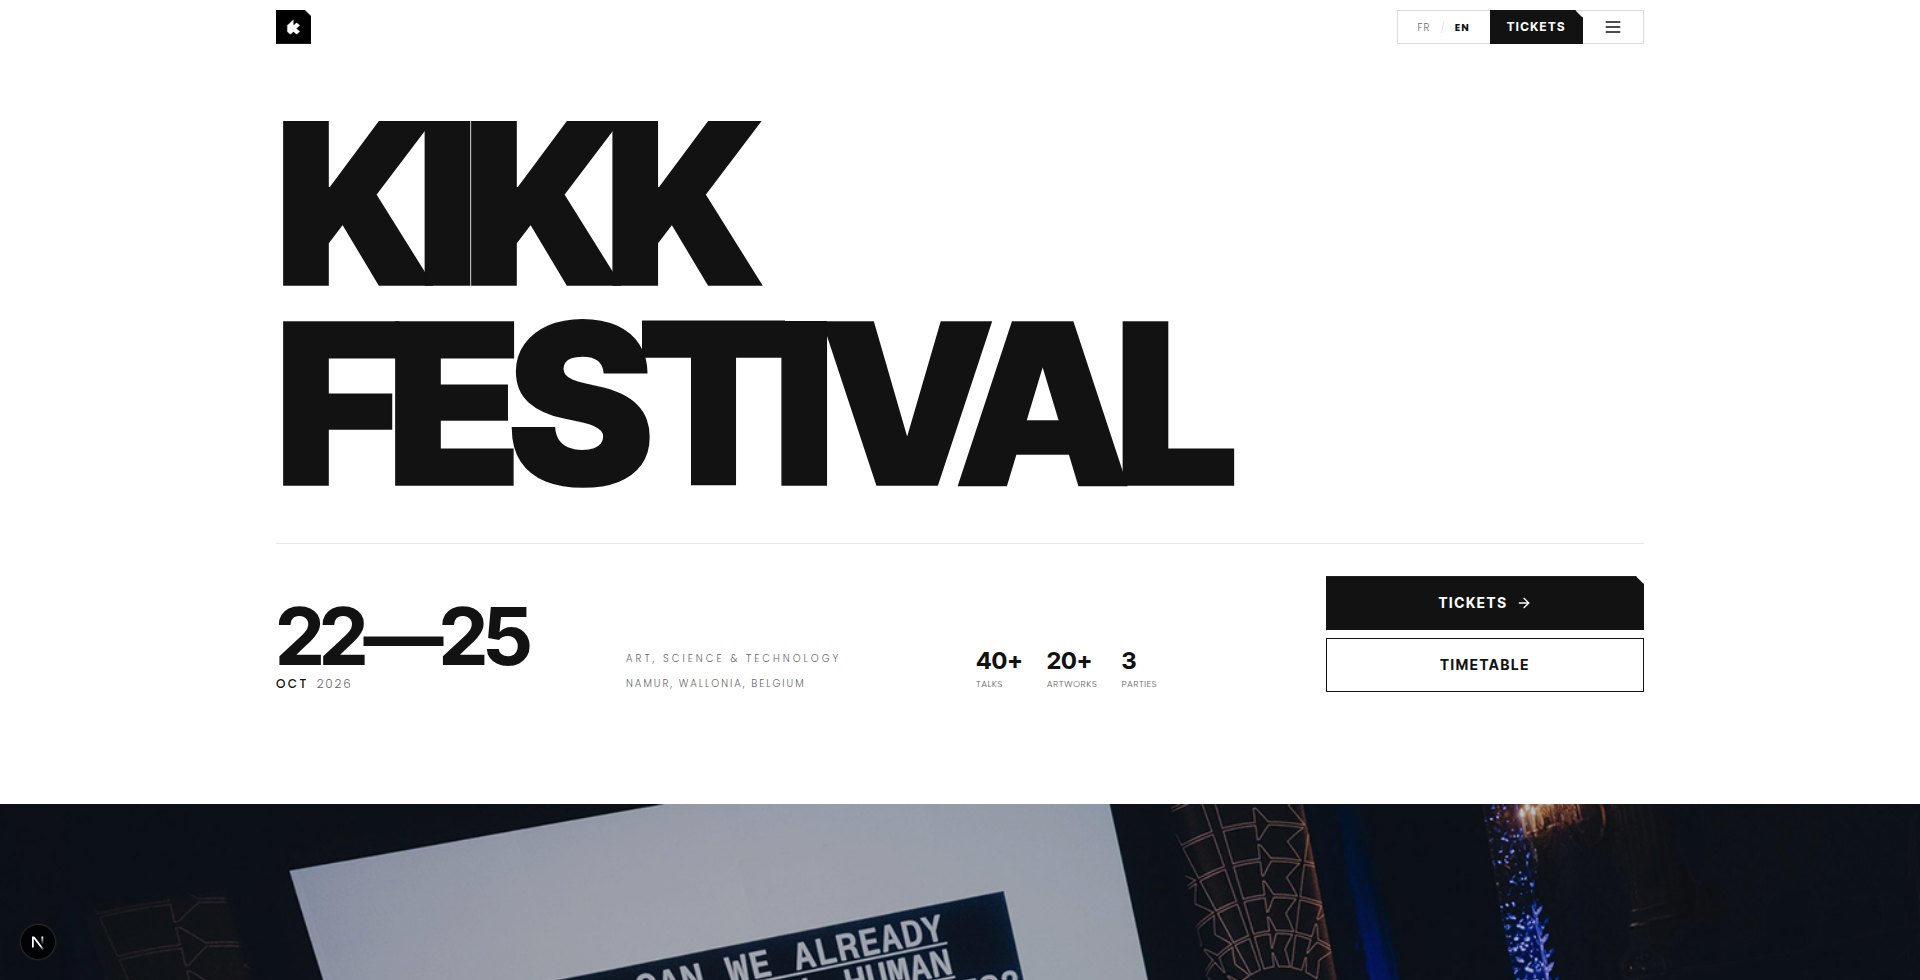 FR / EN
TICKETS
KIKK
FESTIVAL
22—25
OCT 2026
ART, SCIENCE & TECHNOLOGY
NAMUR, WALLONIA, BELGIUM
40+ 20+ 3
TALKS ARTWORKS PARTIES
TICKETS →
TIMETABLE
CAN WE ALREADY
HUMAN